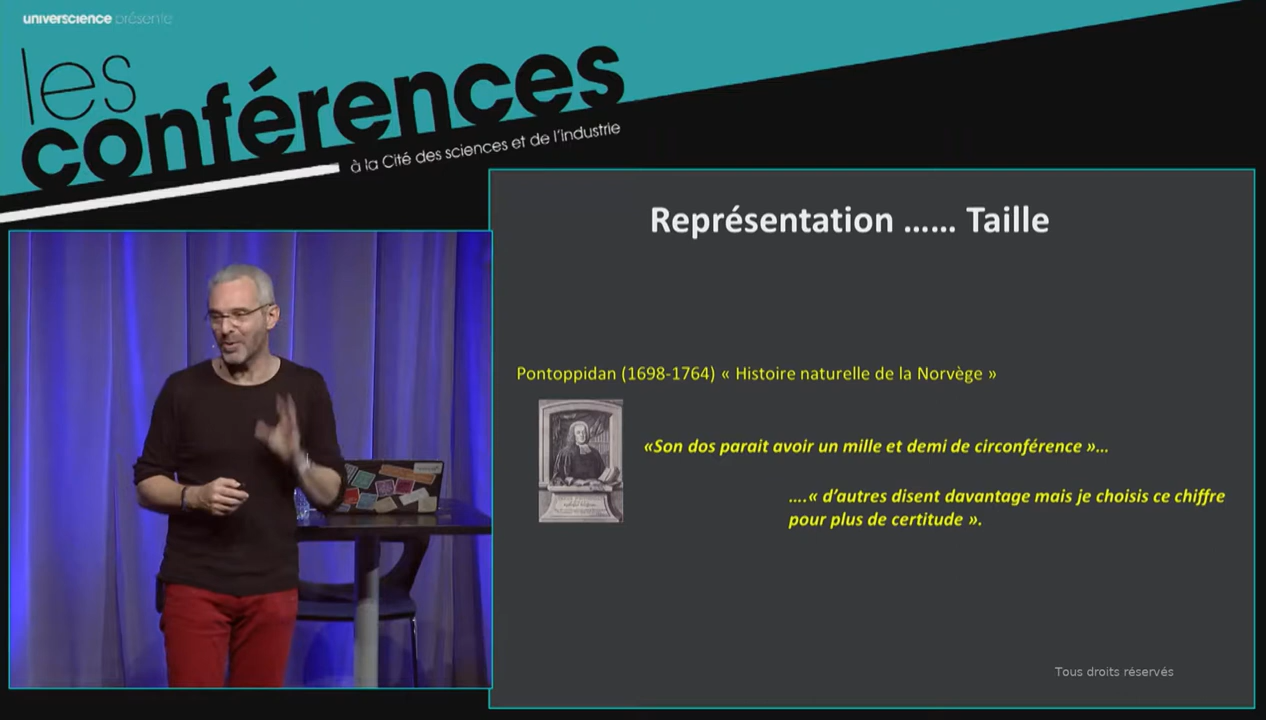 universcience présente
les
conférences
à la Cité des sciences et de l'industrie
Représentation …… Taille
Pontoppidan (1698-1764) « Histoire naturelle de la Norvège »
«Son dos parait avoir un mille et demi de circonférence »…
….« d’autres disent davantage mais je choisis ce chiffre
pour plus de certitude ».
Tous droits réservés